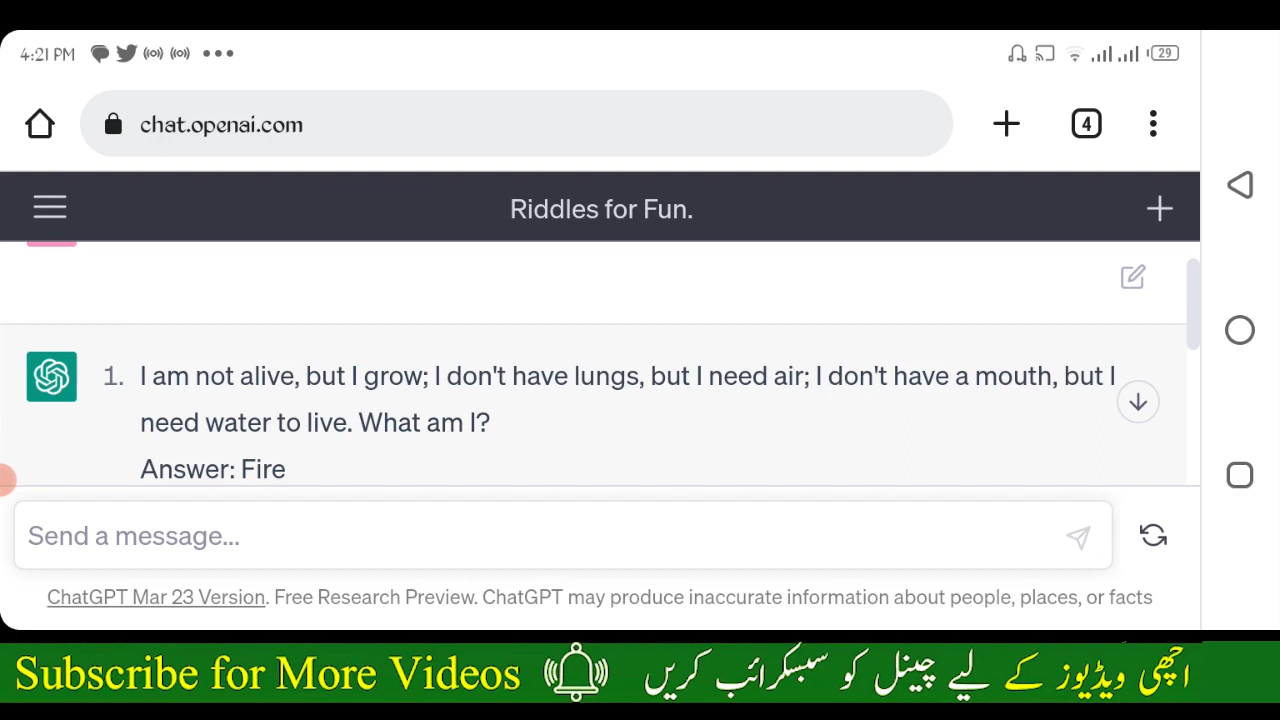 4:21 PM 29
chat.openai.com 4
Riddles for Fun.
1. I am not alive, but I grow; I don't have lungs, but I need air; I don't have a mouth, but I
need water to live. What am I?
Answer: Fire
Send a message...
ChatGPT Mar 23 Version. Free Research Preview. ChatGPT may produce inaccurate information about people, places, or facts
Subscribe for More Videos اچھی ویڈیوز کے لیے چینل کو سبسکرائب کریں